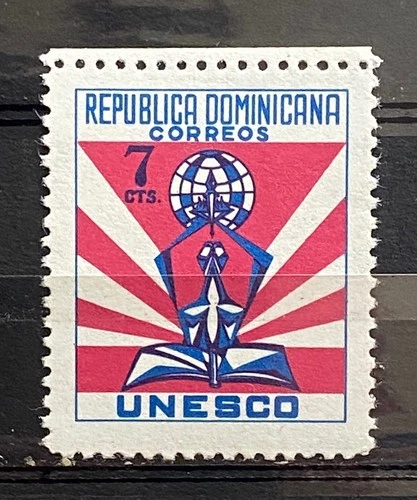 REPUBLICA DOMINICANA
CORREOS
7
CTS.
UNESCO